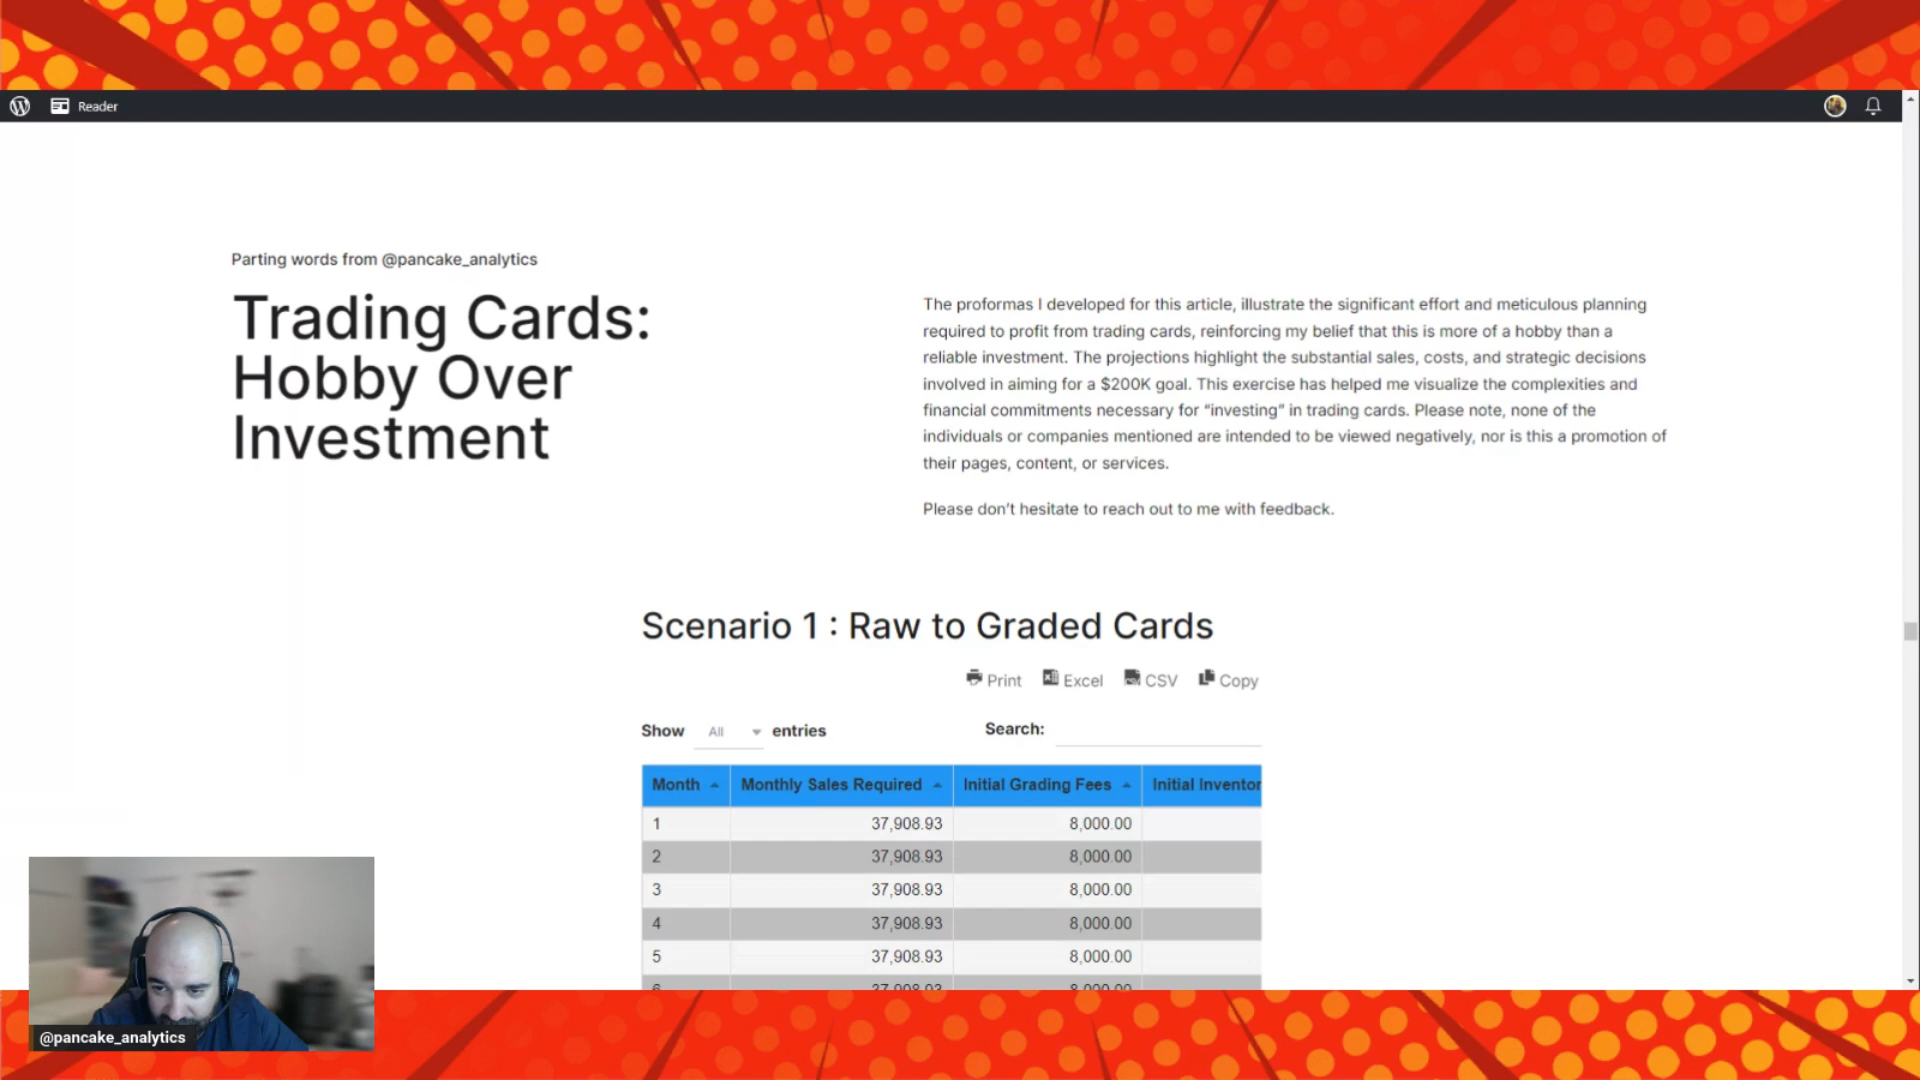 Reader
Parting words from @pancake_analytics
Trading Cards:
Hobby Over
Investment
The proformas I developed for this article, illustrate the significant effort and meticulous planning
required to profit from trading cards, reinforcing my belief that this is more of a hobby than a
reliable investment. The projections highlight the substantial sales, costs, and strategic decisions
involved in aiming for a $200K goal. This exercise has helped me visualize the complexities and
financial commitments necessary for “investing” in trading cards. Please note, none of the
individuals or companies mentioned are intended to be viewed negatively, nor is this a promotion of
their pages, content, or services.
Please don’t hesitate to reach out to me with feedback.
Scenario 1 : Raw to Graded Cards
Print Excel CSV Copy
Show All entries Search:
Month Monthly Sales Required Initial Grading Fees Initial Inventor
1 37,908.93 8,000.00
2 37,908.93 8,000.00
3 37,908.93 8,000.00
4 37,908.93 8,000.00
5 37,908.93 8,000.00
6 37,908.93 8,000.00
@pancake_analytics